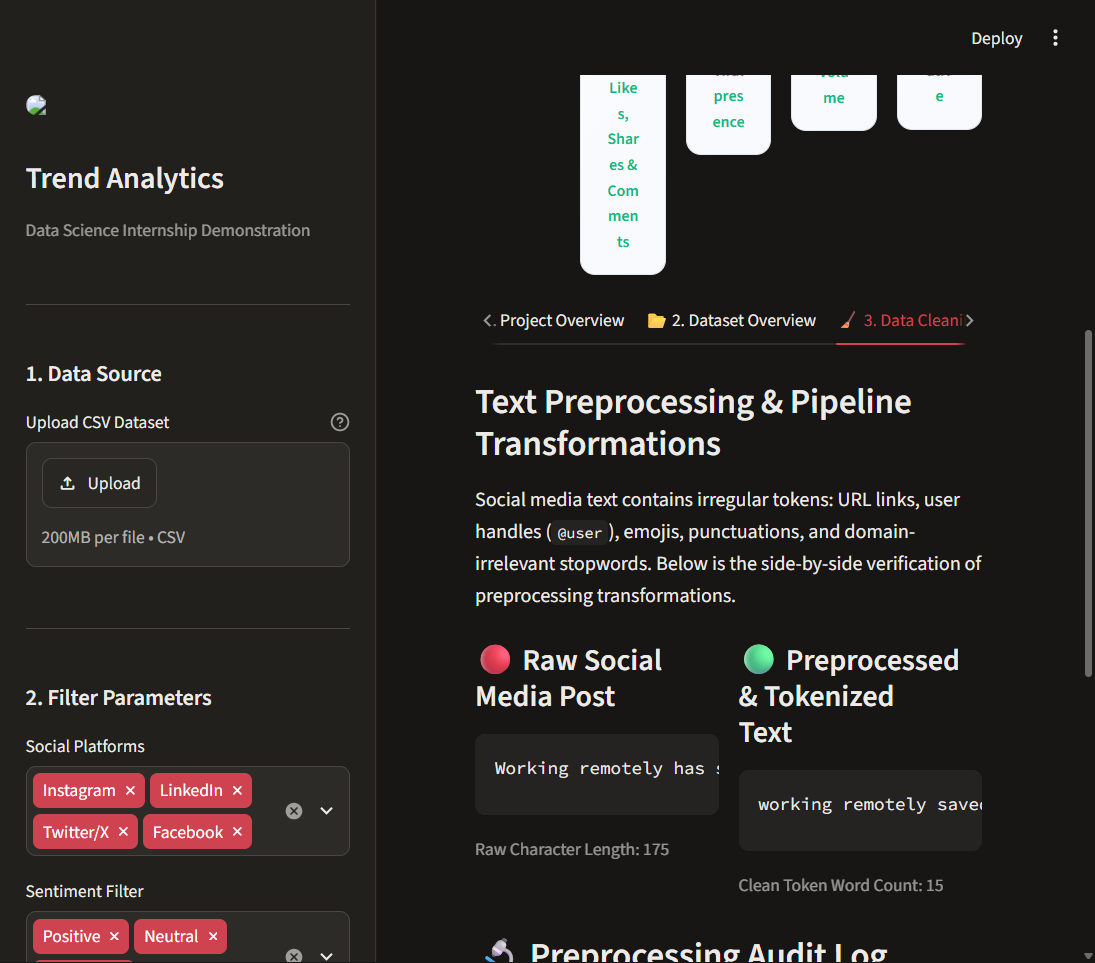 Deploy
Trend Analytics
Data Science Internship Demonstration
1. Data Source
Upload CSV Dataset
Upload
200MB per file • CSV
2. Filter Parameters
Social Platforms
Instagram
LinkedIn
Twitter/X
Facebook
Sentiment Filter
Positive
Neutral
Like
s,
Shar
es &
Com
men
ts
pres
ence
me
e
. Project Overview
2. Dataset Overview
3. Data Cleani
Text Preprocessing & Pipeline
Transformations
Social media text contains irregular tokens: URL links, user
handles ( @user ), emojis, punctuations, and domain-
irrelevant stopwords. Below is the side-by-side verification of
preprocessing transformations.
Raw Social
Media Post
Working remotely has
Raw Character Length: 175
Preprocessed
& Tokenized
Text
working remotely saved
Clean Token Word Count: 15
Preprocessing Audit Log